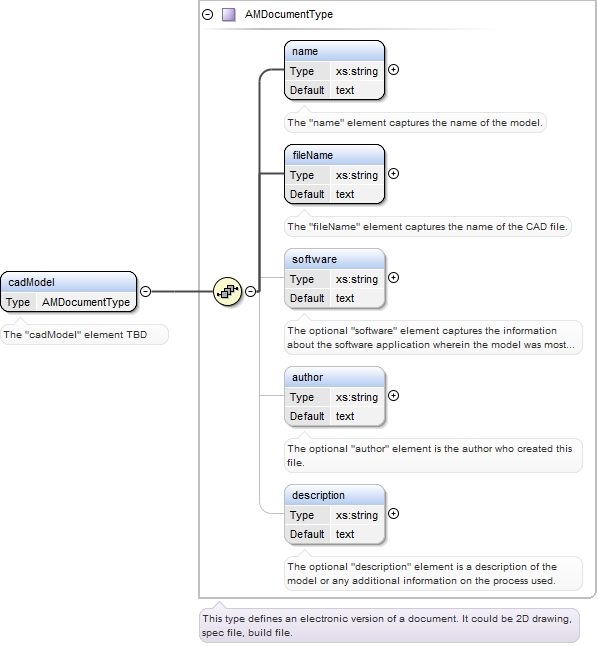 AMDocumentType
name
Type xs:string
Default text
The "name" element captures the name of the model.
fileName
Type xs:string
Default text
The "fileName" element captures the name of the CAD file.
software
Type xs:string
Default text
The optional "software" element captures the information
about the software application wherein the model was most...
cadModel
Type AMDocumentType
The "cadModel" element TBD
author
Type xs:string
Default text
The optional "author" element is the author who created this
file.
description
Type xs:string
Default text
The optional "description" element is a description of the
model or any additional information on the process used.
This type defines an electronic version of a document. It could be 2D drawing,
spec file, build file.